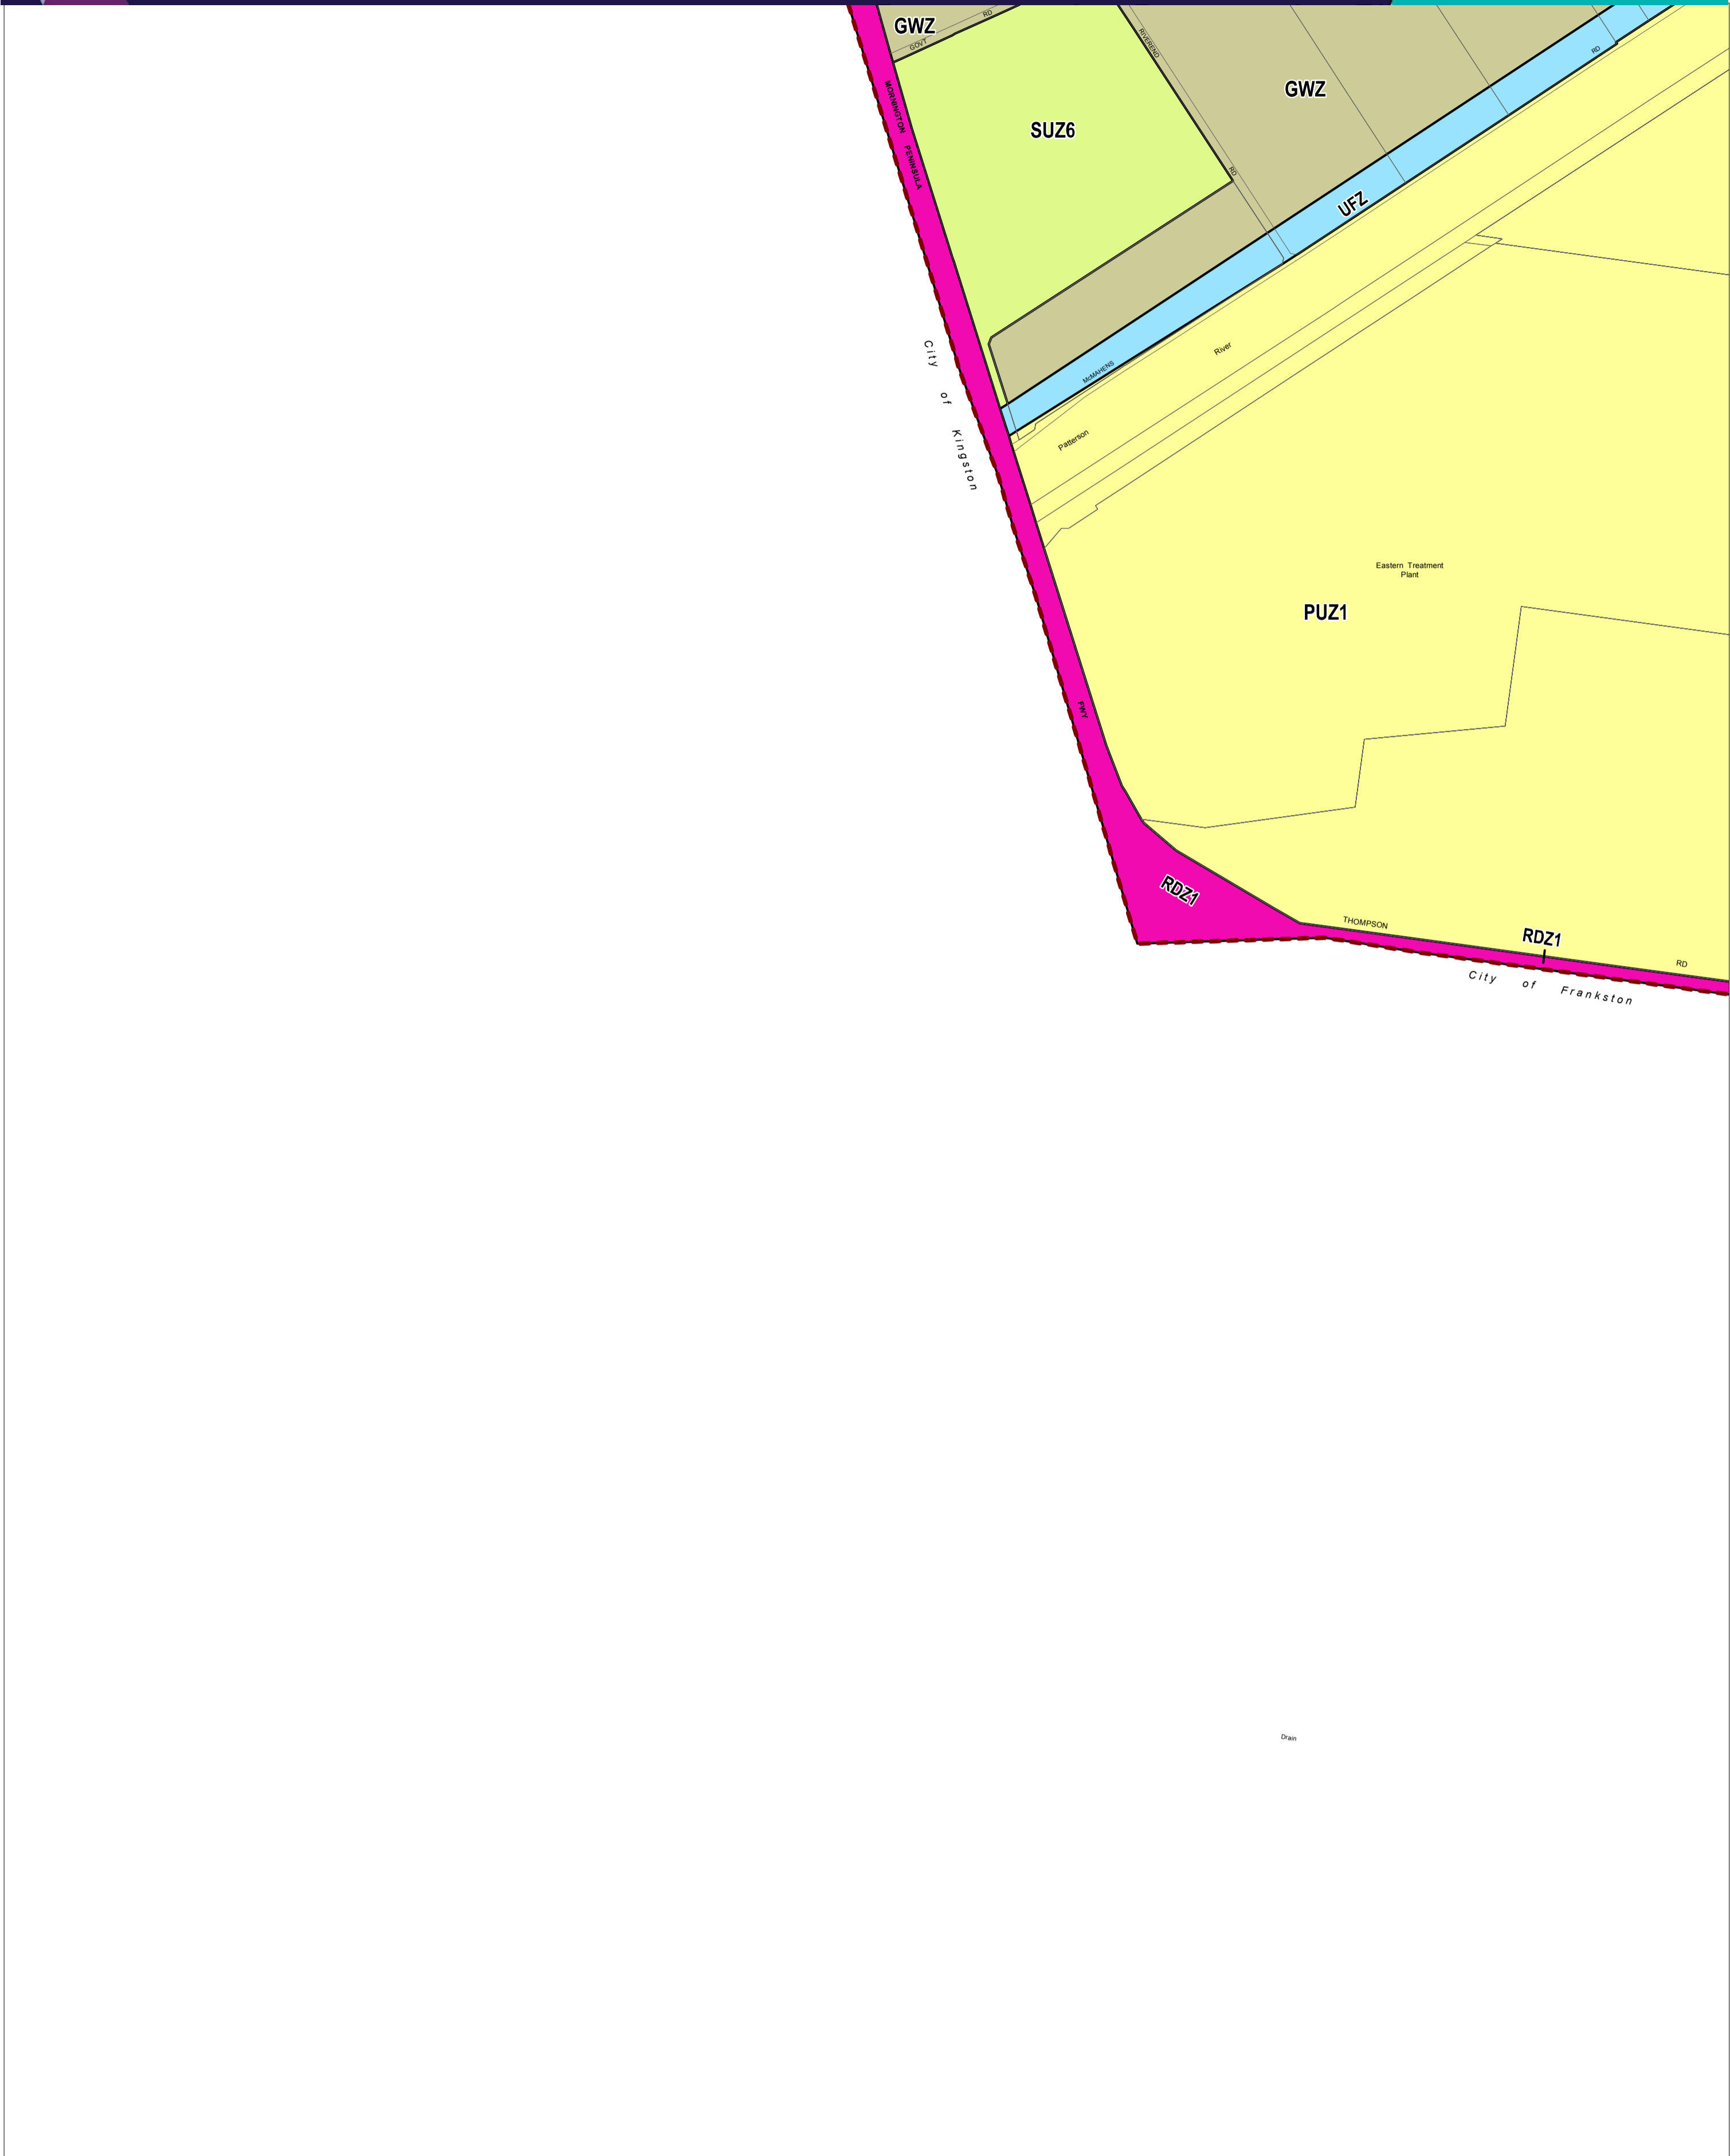 GWZ
GOVT RD
RIVEREND RD
MORNINGTON PENINSULA
GWZ
SUZ6
RD
UFZ
City of Kingston
McMAHENS
River
Patterson
Eastern Treatment
Plant
PUZ1
FWY
RDZ1
THOMPSON
RDZ1
RD
City of Frankston
Drain